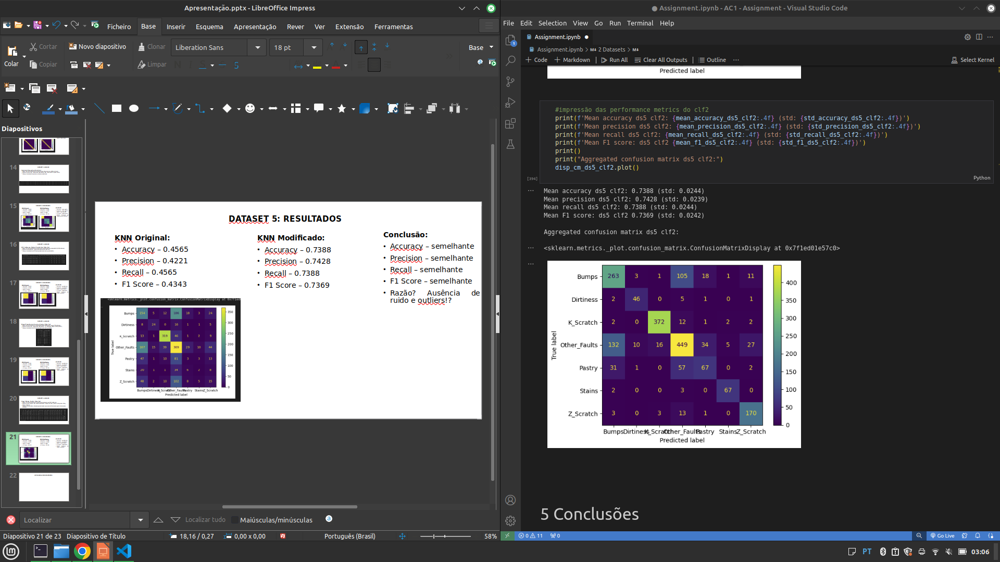 Apresentação.pptx - LibreOffice Impress
Ficheiro Base Inserir Esquema Apresentação Rever Ver Extensão Ferramentas
Colar
Cortar
Copiar
Novo diapositivo
Clonar
Limpar
Liberation Sans
18 pt
Base
Diapositivos
14
15
16
17
18
19
20
21
22
DATASET 5: RESULTADOS
KNN Original:
• Accuracy – 0.4565
• Precision – 0.4221
• Recall – 0.4565
• F1 Score – 0.4343
KNN Modificado:
• Accuracy – 0.7388
• Precision – 0.7428
• Recall – 0.7388
• F1 Score – 0.7369
Conclusão:
• Accuracy – semelhante
• Precision – semelhante
• Recall – semelhante
• F1 Score – semelhante
• Razão? Ausência de
ruido e outliers!?
<sklearn.metrics._plot.confusion_matrix.ConfusionMatrixDisplay at 0x7f1ed
True label
Bumps 5 12 18 3 24
Dirtiness 8 24 0 16 1 1 5
K_Scratch 13 1 319 46 1 2 9
Other_Faults 167 15 39 369 29 10 44
Pastry 47 1 10 81 3 3 13
Stains 20 1 1 34 6 2 8
Z_Scratch 48 2 10 102 8 5 15
Predicted label
350
300
250
200
150
100
50
0
Localizar
Localizar tudo
Maiúsculas/minúsculas
Diapositivo 21 de 23
Diapositivo de Título
18,16 / 0,27
0,00 x 0,00
Português (Brasil)
58%
Assignment.ipynb - AC1 - Assignment - Visual Studio Code
File Edit Selection View Go Run Terminal Help
1
Assignment.ipynb
Assignment.ipynb > M↓ 2 Datasets > M↓
+ Code + Markdown | Run All Clear All Outputs | Outline ···
Select Kernel
Predicted label
#impressão das performance metrics do clf2
print(f'Mean accuracy ds5 clf2: {mean_accuracy_ds5_clf2:.4f} (std: {std_accuracy_ds5_clf2:.4f})')
print(f'Mean precision ds5 clf2: {mean_precision_ds5_clf2:.4f} (std: {std_precision_ds5_clf2:.4f})')
print(f'Mean recall ds5 clf2: {mean_recall_ds5_clf2:.4f} (std: {std_recall_ds5_clf2:.4f})')
print(f'Mean F1 score: ds5 clf2 {mean_f1_ds5_clf2:.4f} (std: {std_f1_ds5_clf2:.4f})')
print()
print("Aggregated confusion matrix ds5 clf2:")
disp_cm_ds5_clf2.plot()
[394]
Python
Mean accuracy ds5 clf2: 0.7388 (std: 0.0244)
Mean precision ds5 clf2: 0.7428 (std: 0.0239)
Mean recall ds5 clf2: 0.7388 (std: 0.0244)
Mean F1 score: ds5 clf2 0.7369 (std: 0.0242)
Aggregated confusion matrix ds5 clf2:
<sklearn.metrics._plot.confusion_matrix.ConfusionMatrixDisplay at 0x7f1ed01e57c0>
True label
Bumps 263 3 1 105 18 1 11
Dirtiness 2 46 0 5 1 0 1
K_Scratch 2 0 372 12 1 2 2
Other_Faults 132 10 16 449 34 5 27
Pastry 31 1 0 57 67 0 2
Stains 2 0 0 3 0 67 0
Z_Scratch 3 0 3 13 1 0 170
Bumps Dirtiness K_Scratch Other_Faults Pastry Stains Z_Scratch
Predicted label
400
350
300
250
200
150
100
50
0
5 Conclusões
0 11
0
Go Live
PT
03:06